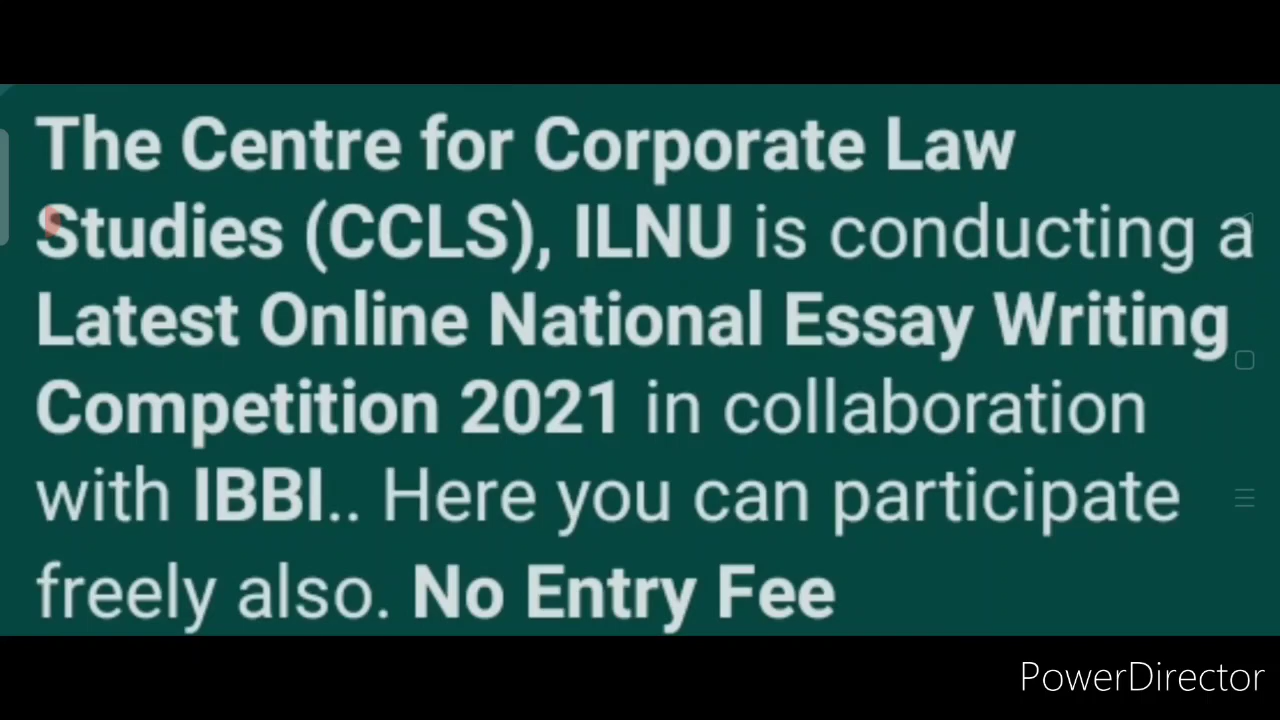 The Centre for Corporate Law
Studies (CCLS), ILNU is conducting a
Latest Online National Essay Writing
Competition 2021 in collaboration
with IBBI.. Here you can participate
freely also. No Entry Fee
PowerDirector